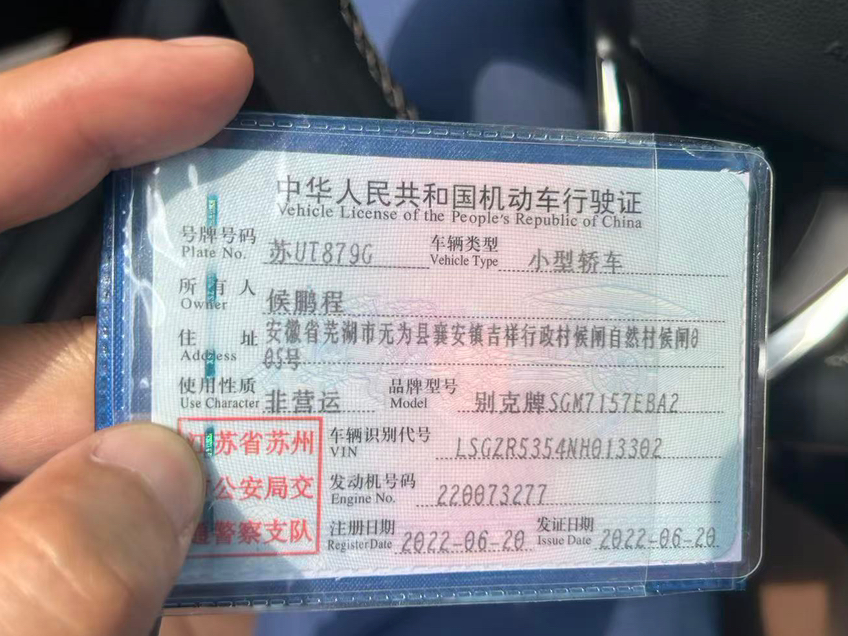 中华人民共和国机动车行驶证
Vehicle License of the People's Republic of China
号牌号码 苏UT879G 车辆类型 小型轿车
Plate No. Vehicle Type
所有人 候鹏程
Owner
住址 安徽省芜湖市无为县襄安镇吉祥行政村候闸自然村候闸0
Address 05号
使用性质 非营运 品牌型号 别克牌SGM7157EBA2
Use Character Model
江苏省苏州
公安局交
警察支队
车辆识别代号 LSGZR5354NH013302
VIN
发动机号码 220073277
Engine No.
注册日期 2022-06-20 发证日期 2022-06-20
Register Date Issue Date